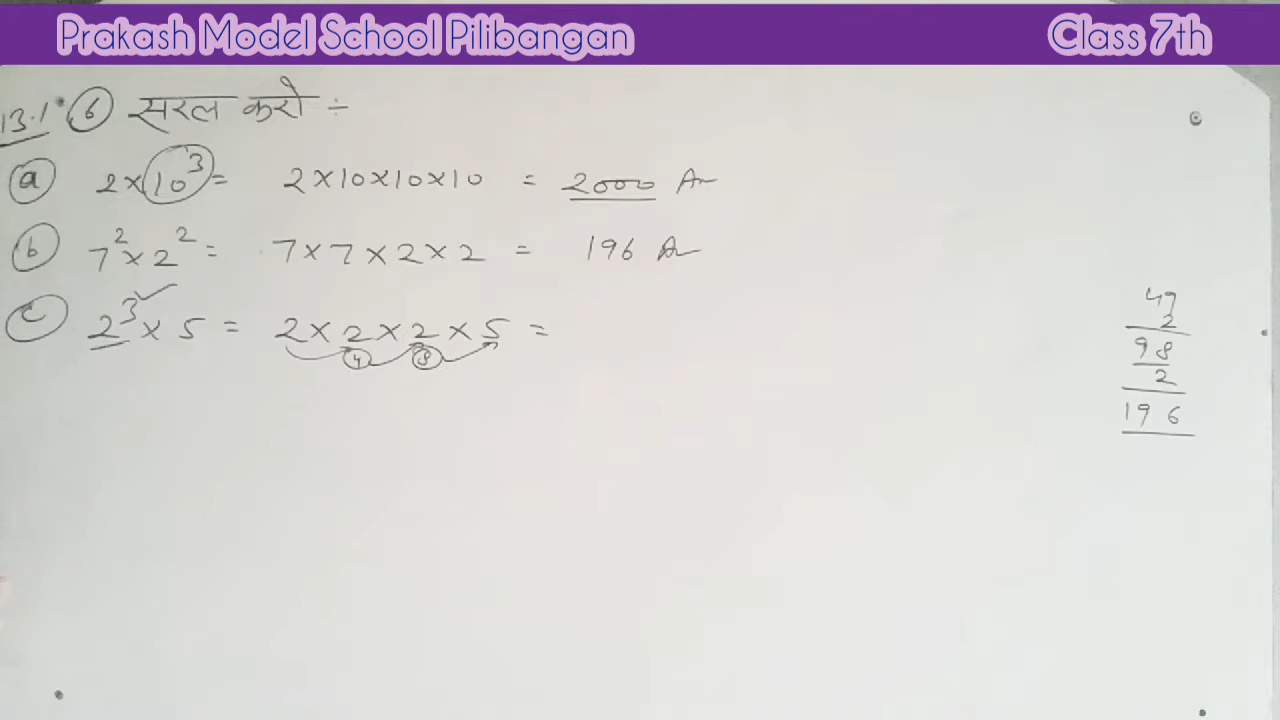 Prakash Model School Pilibangan Class 7th
13.1 6 सरल करो ÷
a 2×10³ = 2×10×10×10 = 2000 An
b 7²×2² = 7×7×2×2 = 196 An
c 2³×5 = 2×2×2×5 =
4 8
49
2
98
2
196